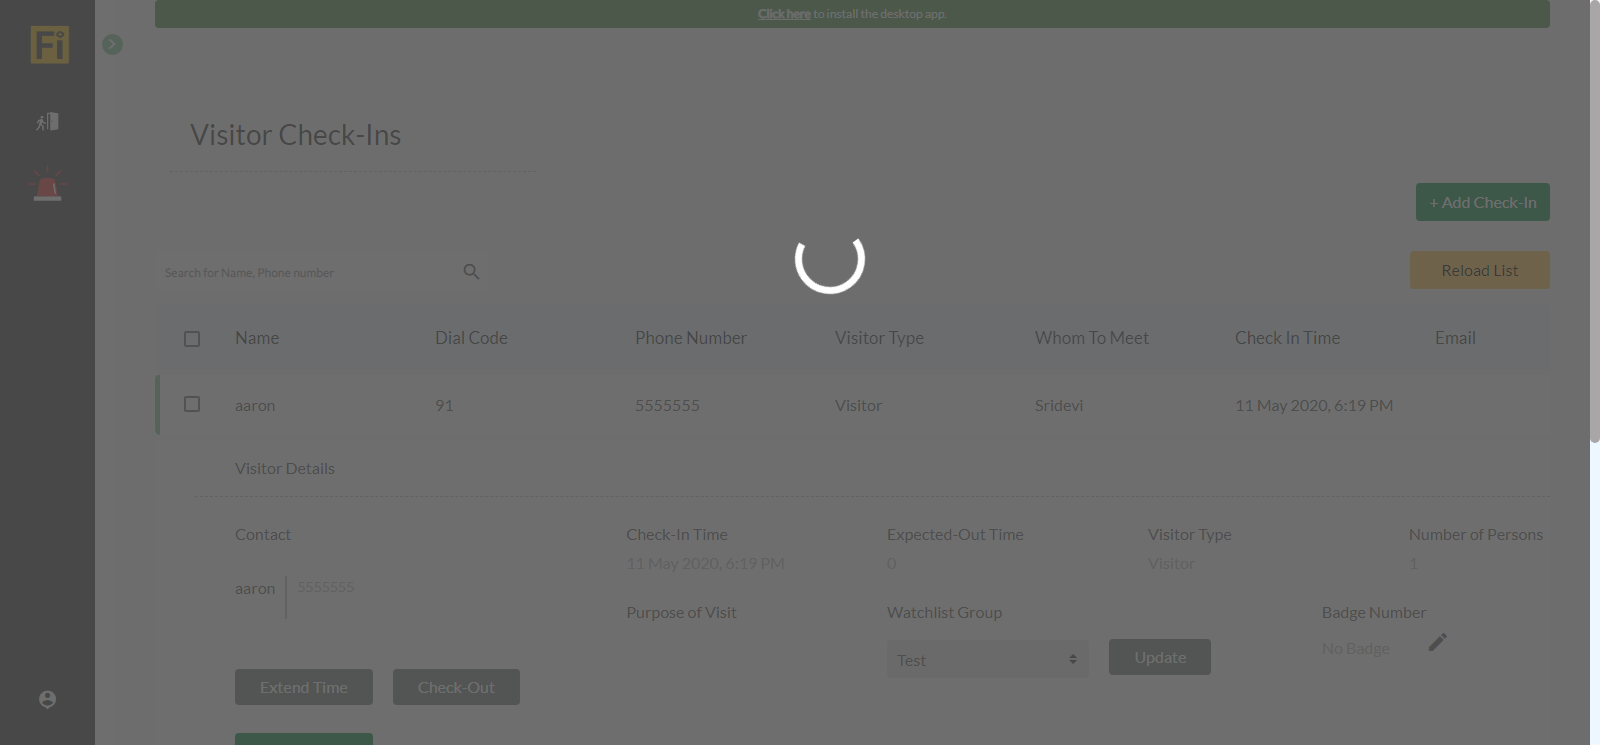 Click here to install the desktop app.
Fi
Visitor Check-Ins
+ Add Check-In
Search for Name, Phone number
Reload List
Name Dial Code Phone Number Visitor Type Whom To Meet Check In Time Email
aaron 91 5555555 Visitor Sridevi 11 May 2020, 6:19 PM
Visitor Details
Contact Check-In Time Expected-Out Time Visitor Type Number of Persons
11 May 2020, 6:19 PM 0 Visitor 1
aaron 5555555
Purpose of Visit Watchlist Group Badge Number
Test Update No Badge
Extend Time Check-Out